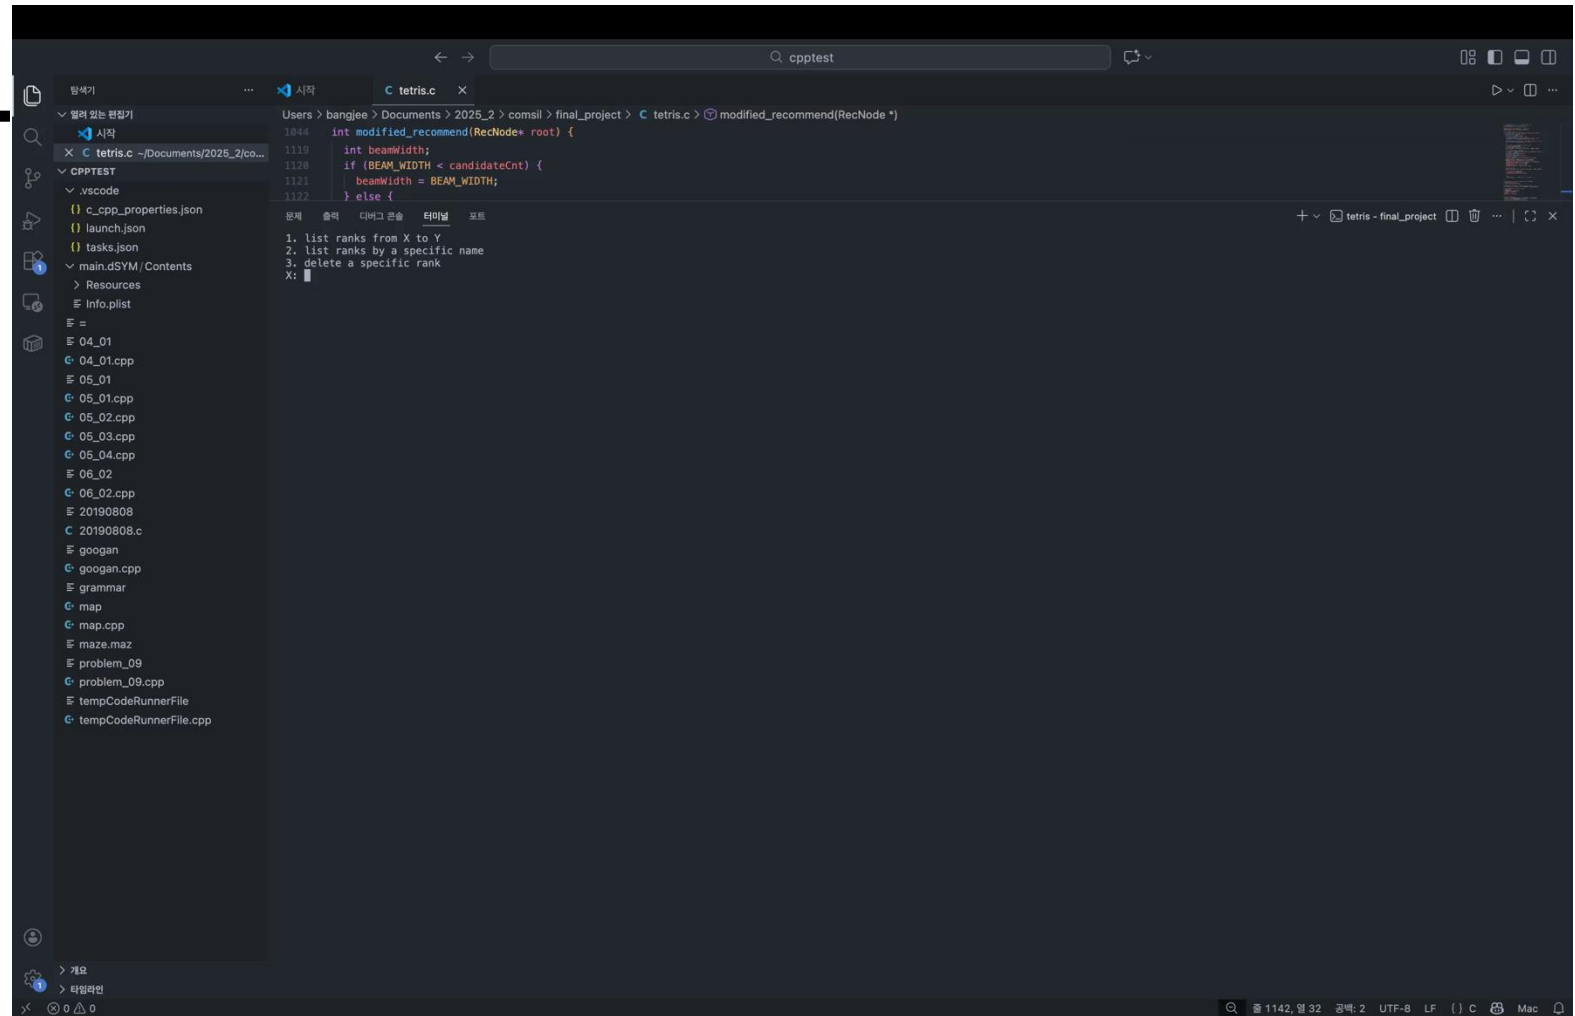 cpptest
탐색기
시작
tetris.c
열려 있는 편집기
시작
tetris.c ~/Documents/2025_2/co...
CPPTEST
.vscode
c_cpp_properties.json
launch.json
tasks.json
main.dSYM/Contents
Resources
Info.plist
=
04_01
04_01.cpp
05_01
05_01.cpp
05_02.cpp
05_03.cpp
05_04.cpp
06_02
06_02.cpp
20190808
20190808.c
googan
googan.cpp
grammar
map
map.cpp
maze.maz
problem_09
problem_09.cpp
tempCodeRunnerFile
tempCodeRunnerFile.cpp
개요
타임라인
Users > bangjee > Documents > 2025_2 > comsil > final_project > C tetris.c > modified_recommend(RecNode *)
1044 int modified_recommend(RecNode* root) {
1119 int beamWidth;
1120 if (BEAM_WIDTH < candidateCnt) {
1121 beamWidth = BEAM_WIDTH;
1122 } else {
문제 출력 디버그 콘솔 터미널 포트
tetris - final_project
1. list ranks from X to Y
2. list ranks by a specific name
3. delete a specific rank
X:
0 0
줄 1142, 열 32 공백: 2 UTF-8 LF {} C Mac